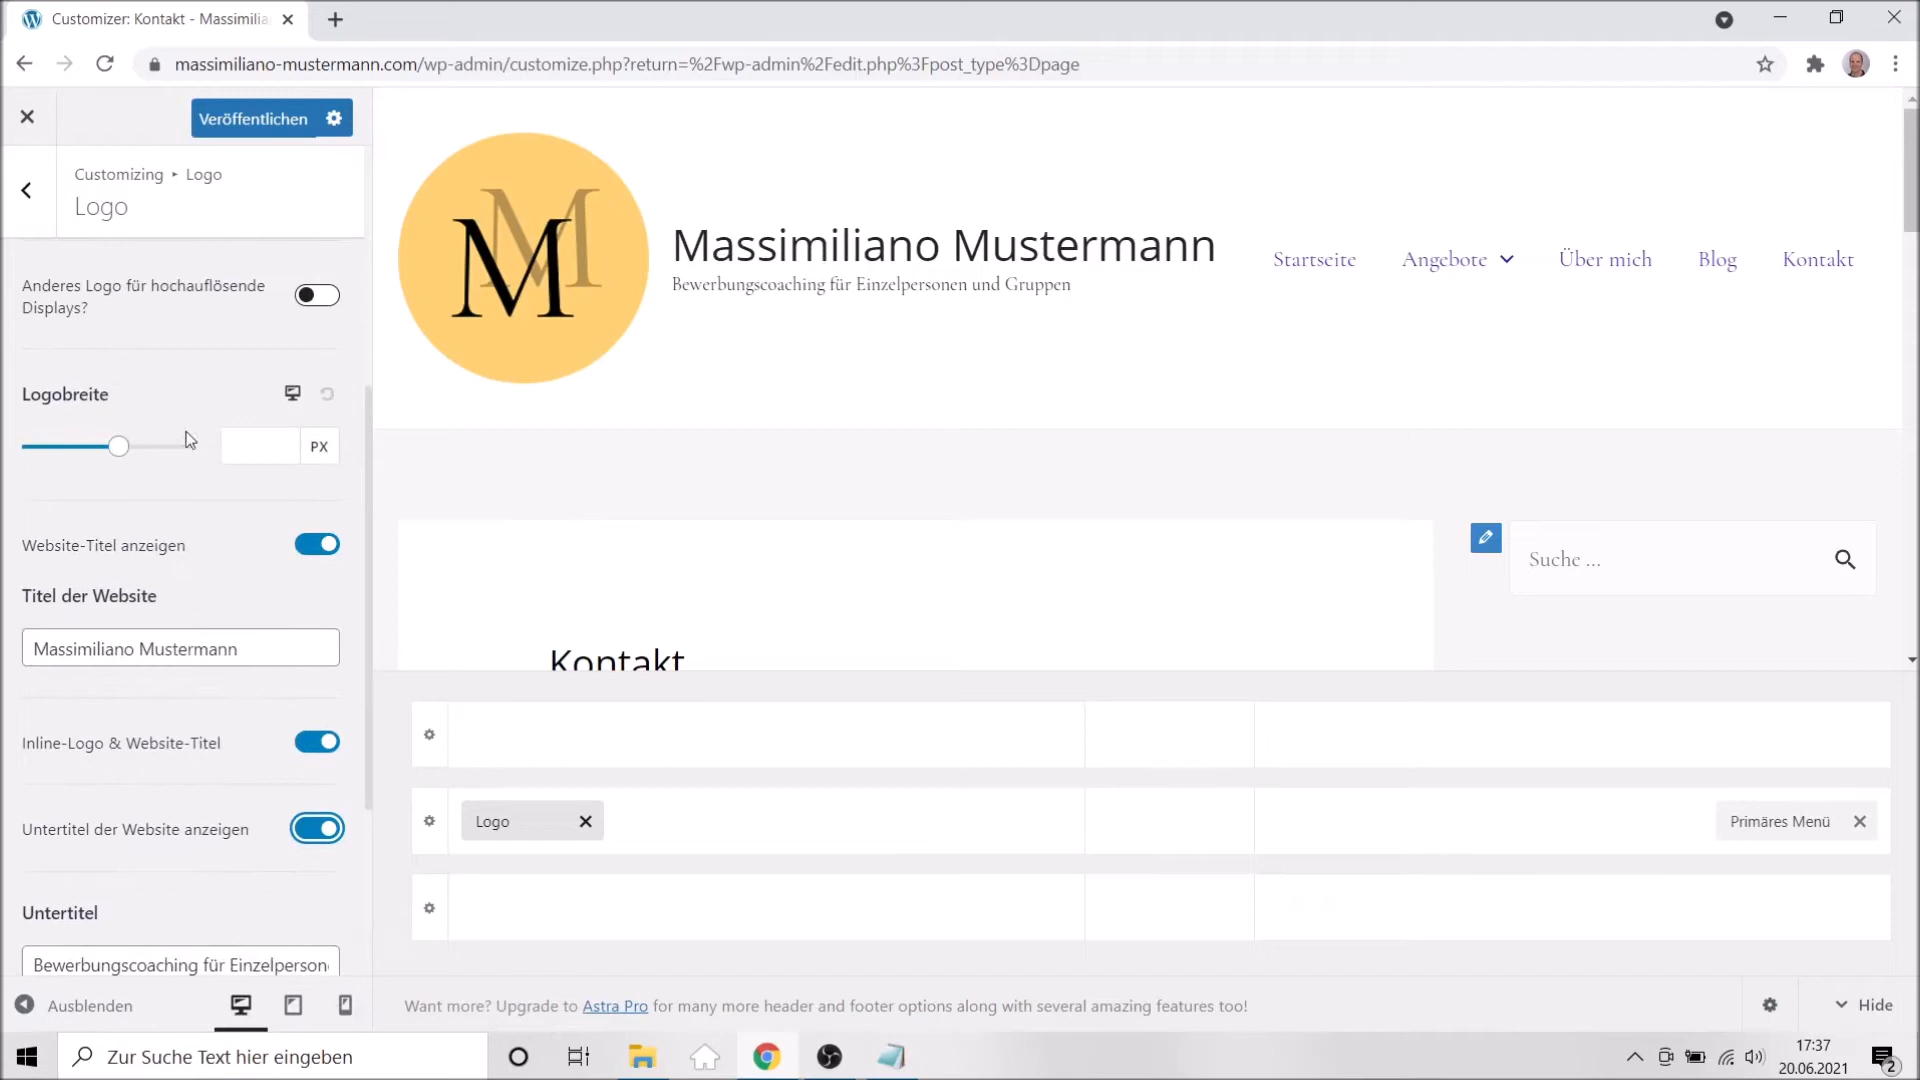 Customizer: Kontakt - Massimilia
massimiliano-mustermann.com/wp-admin/customize.php?return=%2Fwp-admin%2Fedit.php%3Fpost_type%3Dpage
Veröffentlichen
Customizing ▸ Logo
Logo
Anderes Logo für hochauflösende
Displays?
Logobreite
PX
Website-Titel anzeigen
Titel der Website
Massimiliano Mustermann
Inline-Logo & Website-Titel
Untertitel der Website anzeigen
Untertitel
Bewerbungscoaching für Einzelperson
Ausblenden
M
M
Massimiliano Mustermann
Bewerbungscoaching für Einzelpersonen und Gruppen
Startseite
Angebote
Über mich
Blog
Kontakt
Suche ...
Kontakt
Logo
Primäres Menü
Want more? Upgrade to Astra Pro for many more header and footer options along with several amazing features too!
Hide
Zur Suche Text hier eingeben
17:37
20.06.2021
2